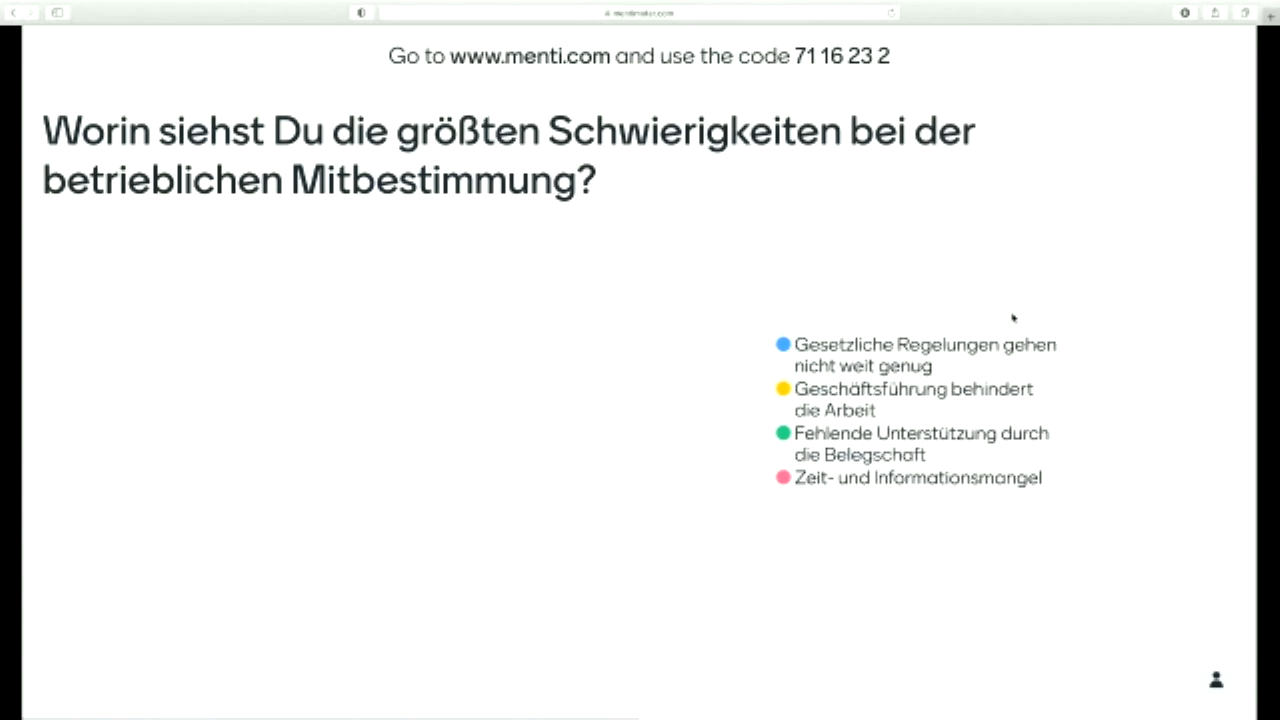 mentimeter.com
Go to www.menti.com and use the code 71 16 23 2
Worin siehst Du die größten Schwierigkeiten bei der
betrieblichen Mitbestimmung?
Gesetzliche Regelungen gehen
nicht weit genug
Geschäftsführung behindert
die Arbeit
Fehlende Unterstützung durch
die Belegschaft
Zeit- und Informationsmangel